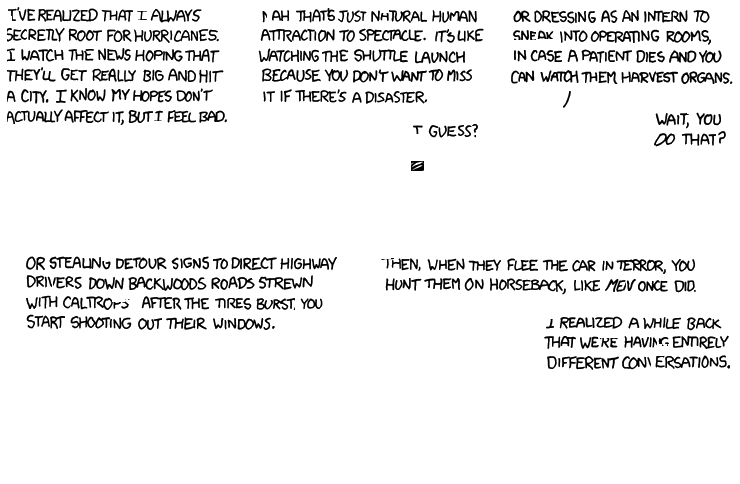 I'VE REALIZED THAT I ALWAYS
SECRETLY ROOT FOR HURRICANES.
I WATCH THE NEWS HOPING THAT
THEY'LL GET REALLY BIG AND HIT
A CITY. I KNOW MY HOPES DON'T
ACTUALLY AFFECT IT, BUT I FEEL BAD.
NAH THAT'S JUST NATURAL HUMAN
ATTRACTION TO SPECTACLE. IT'S LIKE
WATCHING THE SHUTTLE LAUNCH
BECAUSE YOU DON'T WANT TO MISS
IT IF THERE'S A DISASTER.
I GUESS?
OR DRESSING AS AN INTERN TO
SNEAK INTO OPERATING ROOMS,
IN CASE A PATIENT DIES AND YOU
CAN WATCH THEM HARVEST ORGANS.
WAIT, YOU
DO THAT?
OR STEALING DETOUR SIGNS TO DIRECT HIGHWAY
DRIVERS DOWN BACKWOODS ROADS STREWN
WITH CALTROPS AFTER THE TIRES BURST, YOU
START SHOOTING OUT THEIR WINDOWS.
THEN, WHEN THEY FLEE THE CAR IN TERROR, YOU
HUNT THEM ON HORSEBACK, LIKE MEN ONCE DID.
I REALIZED A WHILE BACK
THAT WE'RE HAVING ENTIRELY
DIFFERENT CONVERSATIONS.